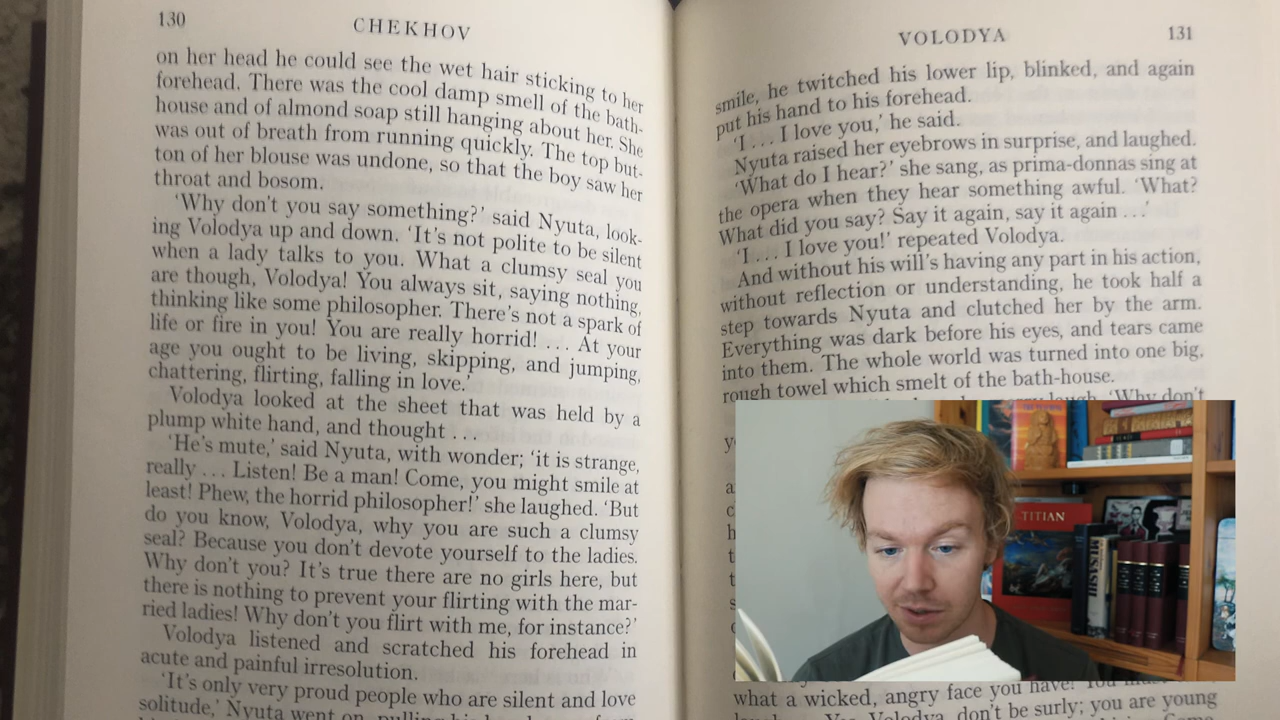 130
CHEKHOV
on her head he could see the wet hair sticking to her
forehead. There was the cool damp smell of the bath-
house and of almond soap still hanging about her. She
was out of breath from running quickly. The top but-
ton of her blouse was undone, so that the boy saw her
throat and bosom.
‘Why don't you say something?’ said Nyuta, look-
ing Volodya up and down. ‘It's not polite to be silent
when a lady talks to you. What a clumsy seal you
are though, Volodya! You always sit, saying nothing,
thinking like some philosopher. There's not a spark of
life or fire in you! You are really horrid! . . . At your
age you ought to be living, skipping, and jumping,
chattering, flirting, falling in love.’
Volodya looked at the sheet that was held by a
plump white hand, and thought . . .
‘He's mute,’ said Nyuta, with wonder; ‘it is strange,
really . . . Listen! Be a man! Come, you might smile at
least! Phew, the horrid philosopher!’ she laughed. ‘But
do you know, Volodya, why you are such a clumsy
seal? Because you don't devote yourself to the ladies.
Why don't you? It's true there are no girls here, but
there is nothing to prevent your flirting with the mar-
ried ladies! Why don't you flirt with me, for instance?’
Volodya listened and scratched his forehead in
acute and painful irresolution.
‘It's only very proud people who are silent and love
solitude,’ Nyuta went on, pulling his hand away from
VOLODYA
131
smile, he twitched his lower lip, blinked, and again
put his hand to his forehead.
‘I . . . I love you,’ he said.
Nyuta raised her eyebrows in surprise, and laughed.
‘What do I hear?’ she sang, as prima-donnas sing at
the opera when they hear something awful. ‘What?
What did you say? Say it again, say it again . . .’
‘I . . . I love you!’ repeated Volodya.
And without his will's having any part in his action,
without reflection or understanding, he took half a
step towards Nyuta and clutched her by the arm.
Everything was dark before his eyes, and tears came
into them. The whole world was turned into one big,
rough towel which smelt of the bath-house.
laugh. ‘Why don't
what a wicked, angry face you have! You
Volodya, don't be surly; you are young
TITIAN
MUSASHI